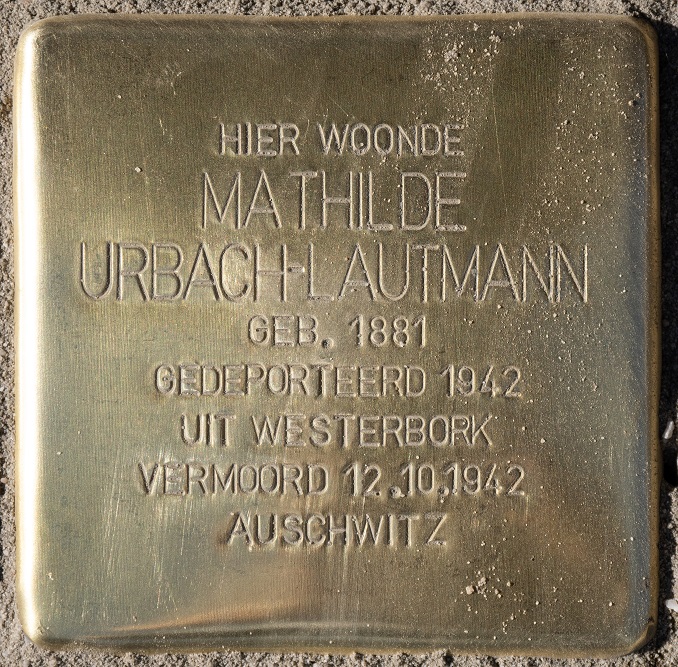 HIER WOONDE
MATHILDE
URBACH-LAUTMANN
GEB. 1881
GEDEPORTEERD 1942
UIT WESTERBORK
VERMOORD 12.10.1942
AUSCHWITZ